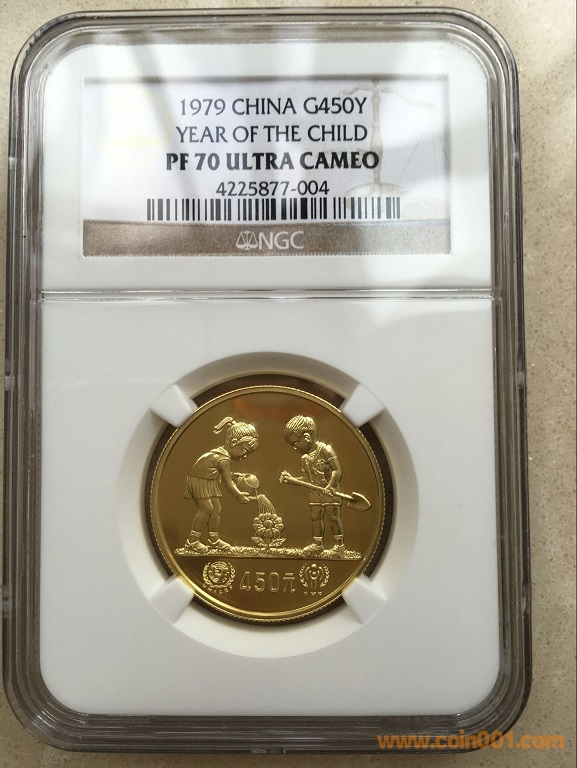 1979 CHINA G450Y
YEAR OF THE CHILD
PF 70 ULTRA CAMEO
4225877-004
NGC
450元
www.coin001.com